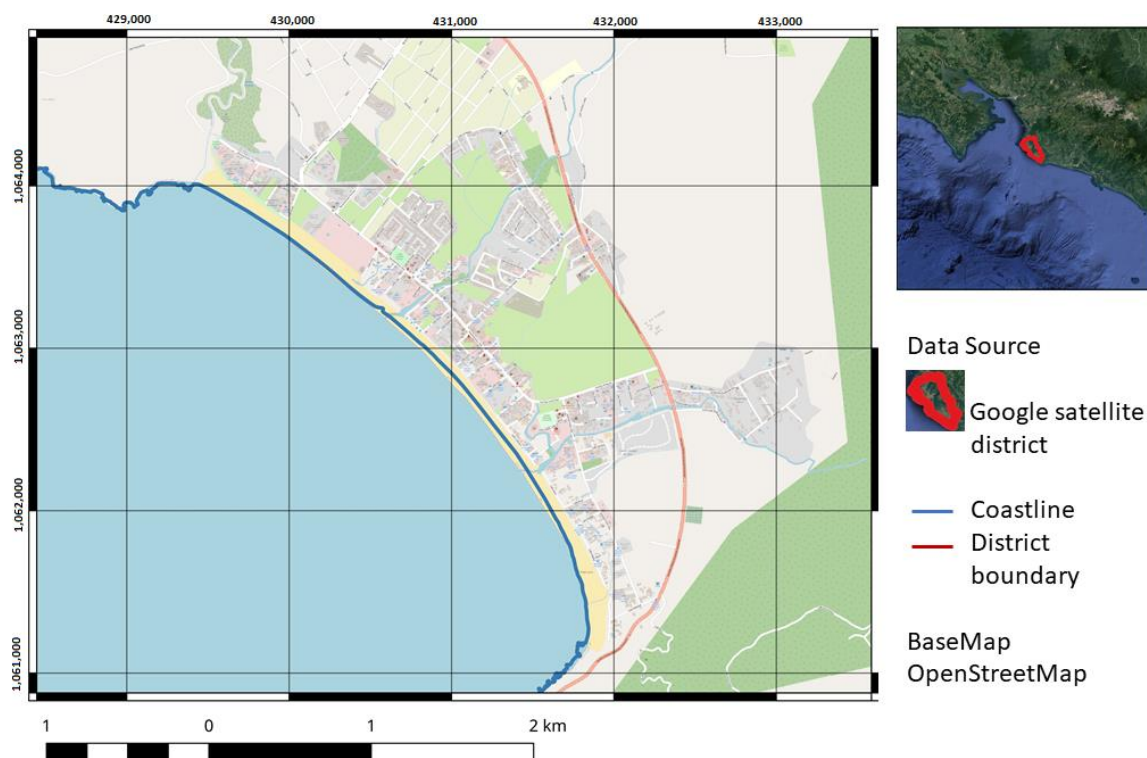 429,000 430,000 431,000 432,000 433,000
1,064,000
1,063,000
1,062,000
1,061,000
1 0 1 2 km
Data Source
Google satellite
district
Coastline
District
boundary
BaseMap
OpenStreetMap